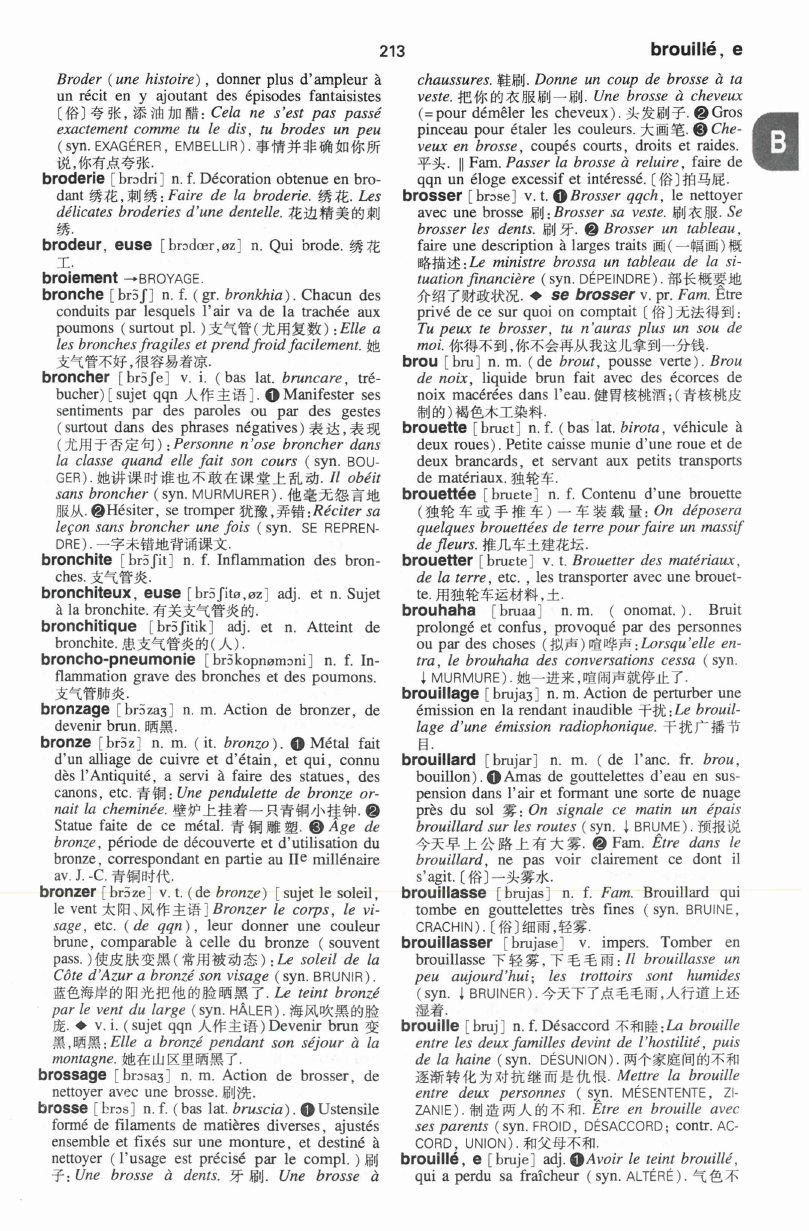 213
brouillé, e
Broder (une histoire), donner plus d'ampleur à
un récit en y ajoutant des épisodes fantaisistes
〔俗〕夸张, 添油加醋: Cela ne s'est pas passé
exactement comme tu le dis, tu brodes un peu
(syn. EXAGÉRER, EMBELLIR). 事情并非确如你所
说,你有点夸张.
broderie [brɔdri] n. f. Décoration obtenue en bro-
dant 绣花,刺绣: Faire de la broderie. 绣花. Les
délicates broderies d'une dentelle. 花边精美的刺
绣.
brodeur, euse [brɔdœr,øz] n. Qui brode. 绣花
工.
broiement →BROYAGE.
bronche [brɔ̃ʃ] n. f. (gr. bronkhia). Chacun des
conduits par lesquels l'air va de la trachée aux
poumons (surtout pl.)支气管(尤用复数):Elle a
les bronches fragiles et prend froid facilement. 她
支气管不好,很容易着凉.
broncher [brɔ̃ʃe] v. i. (bas lat. bruncare, tré-
bucher)[sujet qqn 人作主语]. ❶ Manifester ses
sentiments par des paroles ou par des gestes
(surtout dans des phrases négatives) 表达,表现
(尤用于否定句): Personne n'ose broncher dans
la classe quand elle fait son cours (syn. BOU-
GER). 她讲课时谁也不敢在课堂上乱动. Il obéit
sans broncher (syn. MURMURER). 他毫无怨言地
服从. ❷Hésiter, se tromper 犹豫,弄错:Réciter sa
leçon sans broncher une fois (syn. SE REPREN-
DRE). 一字未错地背诵课文.
bronchite [brɔ̃ʃit] n. f. Inflammation des bron-
ches. 支气管炎.
bronchiteux, euse [brɔ̃ʃitø,øz] adj. et n. Sujet
à la bronchite. 有关支气管炎的.
bronchitique [brɔ̃ʃitik] adj. et n. Atteint de
bronchite. 患支气管炎的(人).
broncho-pneumonie [brɔ̃kopnømɔni] n. f. In-
flammation grave des bronches et des poumons.
支气管肺炎.
bronzage [brɔ̃zaʒ] n. m. Action de bronzer, de
devenir brun. 晒黑.
bronze [brɔ̃z] n. m. (it. bronzo). ❶ Métal fait
d'un alliage de cuivre et d'étain, et qui, connu
dès l'Antiquité, a servi à faire des statues, des
canons, etc. 青铜: Une pendulette de bronze or-
nait la cheminée. 壁炉上挂着一只青铜小挂钟. ❷
Statue faite de ce métal. 青铜雕塑. ❸ Âge de
bronze, période de découverte et d'utilisation du
bronze, correspondant en partie au IIe millénaire
av. J.-C. 青铜时代.
bronzer [brɔ̃ze] v. t. (de bronze) [sujet le soleil,
le vent 太阳、风作主语] Bronzer le corps, le vi-
sage, etc. (de qqn), leur donner une couleur
brune, comparable à celle du bronze (souvent
pass.)使皮肤变黑(常用被动态):Le soleil de la
Côte d'Azur a bronzé son visage (syn. BRUNIR).
蓝色海岸的阳光把他的脸晒黑了. Le teint bronzé
par le vent du large (syn. HÂLER). 海风吹黑的脸
庞. ◆ v. i. (sujet qqn 人作主语)Devenir brun 变
黑,晒黑: Elle a bronzé pendant son séjour à la
montagne. 她在山区里晒黑了.
brossage [brɔsaʒ] n. m. Action de brosser, de
nettoyer avec une brosse. 刷洗.
brosse [brɔs] n. f. (bas lat. bruscia). ❶Ustensile
formé de filaments de matières diverses, ajustés
ensemble et fixés sur une monture, et destiné à
nettoyer (l'usage est précisé par le compl.) 刷
子: Une brosse à dents. 牙刷. Une brosse à
chaussures. 鞋刷. Donne un coup de brosse à ta
veste. 把你的衣服刷一刷. Une brosse à cheveux
(=pour démêler les cheveux). 头发刷子. ❷Gros
pinceau pour étaler les couleurs. 大画笔. ❸Che-
veux en brosse, coupés courts, droits et raides.
平头. ‖ Fam. Passer la brosse à reluire, faire de
qqn un éloge excessif et intéressé. 〔俗〕拍马屁.
brosser [brɔse] v. t. ❶Brosser qqch, le nettoyer
avec une brosse 刷: Brosser sa veste. 刷衣服. Se
brosser les dents. 刷牙. ❷ Brosser un tableau,
faire une description à larges traits 画(一幅画)概
略描述: Le ministre brossa un tableau de la si-
tuation financière (syn. DÉPEINDRE). 部长概要地
介绍了财政状况. ◆ se brosser v. pr. Fam. Être
privé de ce sur quoi on comptait 〔俗〕无法得到:
Tu peux te brosser, tu n'auras plus un sou de
moi. 你得不到,你不会再从我这儿拿到一分钱.
brou [bru] n. m. (de brout, pousse verte). Brou
de noix, liquide brun fait avec des écorces de
noix macérées dans l'eau. 健胃核桃酒;(青核桃皮
制的)褐色木工染料.
brouette [bruɛt] n. f. (bas lat. birota, véhicule à
deux roues). Petite caisse munie d'une roue et de
deux brancards, et servant aux petits transports
de matériaux. 独轮车.
brouettée [bruɛte] n. f. Contenu d'une brouette
(独轮车或手推车)一车装载量: On déposera
quelques brouettées de terre pour faire un massif
de fleurs. 推几车土建花坛.
brouetter [bruɛte] v. t. Brouetter des matériaux,
de la terre, etc., les transporter avec une brouet-
te. 用独轮车运材料,土.
brouhaha [bruaa] n. m. (onomat.). Bruit
prolongé et confus, provoqué par des personnes
ou par des choses (拟声)喧哗声:Lorsqu'elle en-
tra, le brouhaha des conversations cessa (syn.
↓MURMURE). 她一进来,喧闹声就停止了.
brouillage [brujaʒ] n. m. Action de perturber une
émission en la rendant inaudible 干扰:Le brouil-
lage d'une émission radiophonique. 干扰广播节
目.
brouillard [brujar] n. m. (de l'anc. fr. brou,
bouillon). ❶Amas de gouttelettes d'eau en sus-
pension dans l'air et formant une sorte de nuage
près du sol 雾: On signale ce matin un épais
brouillard sur les routes (syn. ↓BRUME). 预报说
今天早上公路上有大雾. ❷ Fam. Être dans le
brouillard, ne pas voir clairement ce dont il
s'agit. 〔俗〕一头雾水.
brouillasse [brujas] n. f. Fam. Brouillard qui
tombe en gouttelettes très fines (syn. BRUINE,
CRACHIN). 〔俗〕细雨,轻雾.
brouillasser [brujase] v. impers. Tomber en
brouillasse 下轻雾,下毛毛雨: Il brouillasse un
peu aujourd'hui; les trottoirs sont humides
(syn. ↓BRUINER). 今天下了点毛毛雨,人行道上还
湿着.
brouille [bruj] n. f. Désaccord 不和睦:La brouille
entre les deux familles devint de l'hostilité, puis
de la haine (syn. DÉSUNION). 两个家庭间的不和
逐渐转化为对抗继而是仇恨. Mettre la brouille
entre deux personnes (syn. MÉSENTENTE, ZI-
ZANIE). 制造两人的不和. Être en brouille avec
ses parents (syn. FROID, DÉSACCORD; contr. AC-
CORD, UNION). 和父母不和.
brouillé, e [bruje] adj. ❶Avoir le teint brouillé,
qui a perdu sa fraîcheur (syn. ALTÉRÉ). 气色不
B